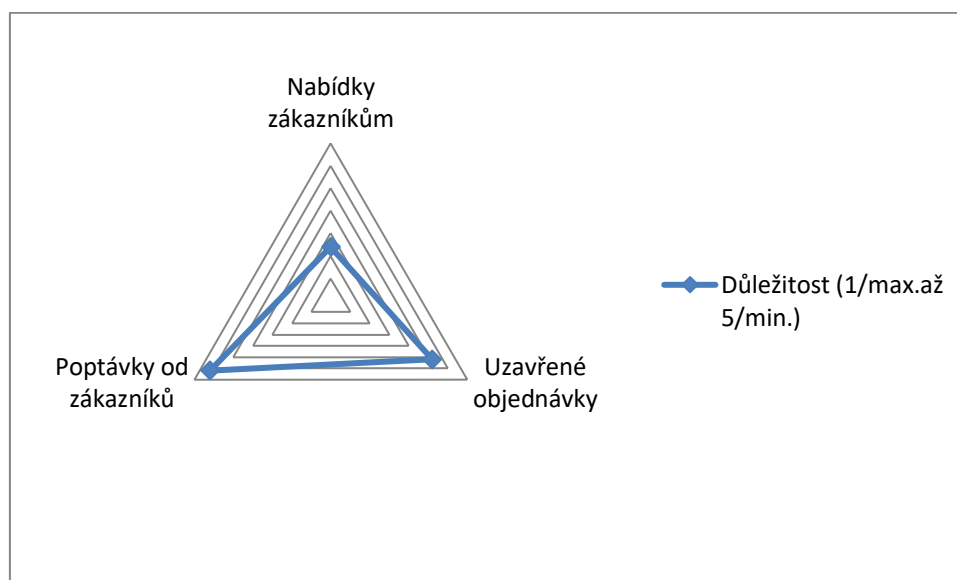 Nabídky
zákazníkům
Důležitost (1/max.až
5/min.)
Poptávky od
zákazníků
Uzavřené
objednávky